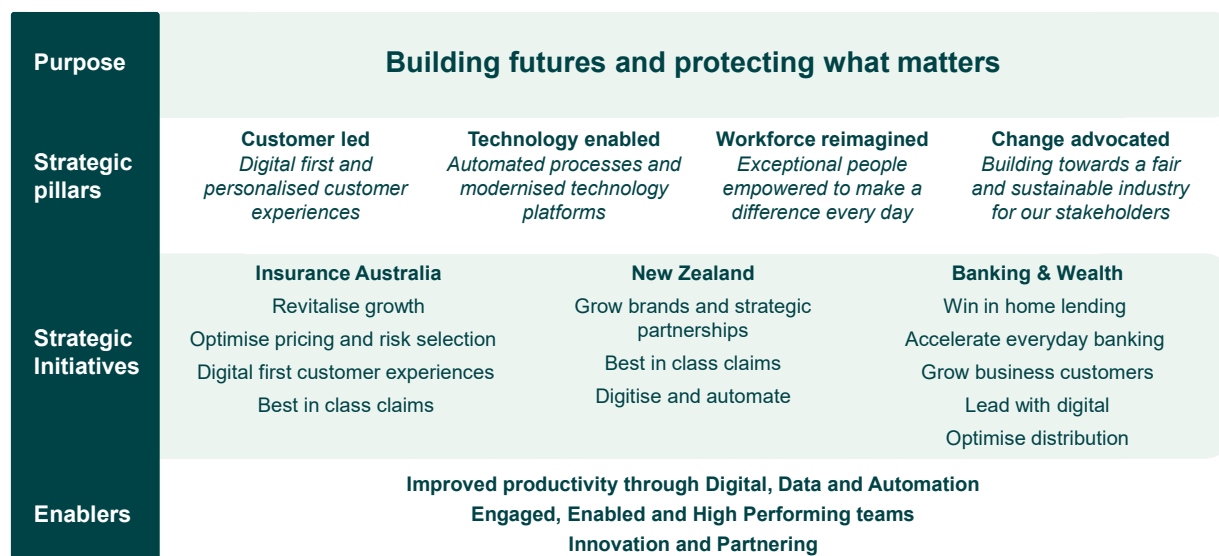 Purpose
Building futures and protecting what matters
Strategic
pillars
Customer led
Digital first and
personalised customer
experiences
Technology enabled
Automated processes and
modernised technology
platforms
Workforce reimagined
Exceptional people
empowered to make a
difference every day
Change advocated
Building towards a fair
and sustainable industry
for our stakeholders
Strategic
Initiatives
Insurance Australia
Revitalise growth
Optimise pricing and risk selection
Digital first customer experiences
Best in class claims
New Zealand
Grow brands and strategic
partnerships
Best in class claims
Digitise and automate
Banking & Wealth
Win in home lending
Accelerate everyday banking
Grow business customers
Lead with digital
Optimise distribution
Enablers
Improved productivity through Digital, Data and Automation
Engaged, Enabled and High Performing teams
Innovation and Partnering